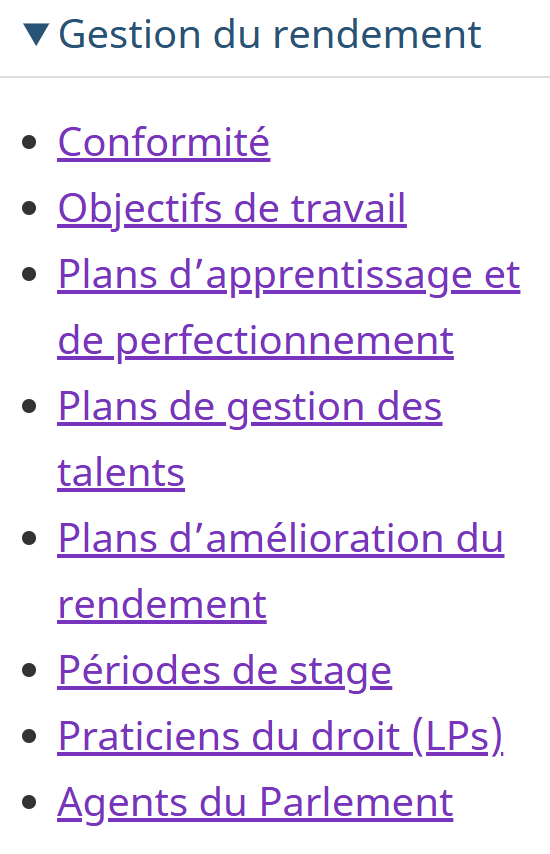 Gestion du rendement
Conformité
Objectifs de travail
Plans d’apprentissage et
de perfectionnement
Plans de gestion des
talents
Plans d’amélioration du
rendement
Périodes de stage
Praticiens du droit (LPs)
Agents du Parlement